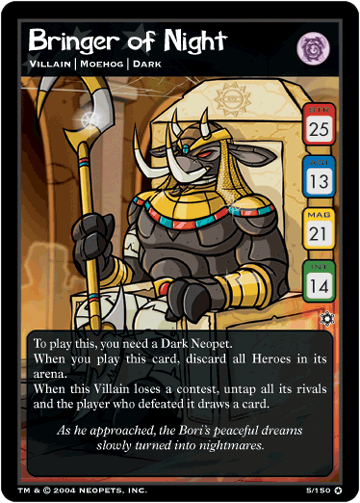 Bringer of Night
VILLAIN | MOEHOG | DARK
STR
25
AGI
13
MAG
21
INT
14
To play this, you need a Dark Neopet.
When you play this card, discard all Heroes in its
arena.
When this Villain loses a contest, untap all its rivals
and the player who defeated it draws a card.
As he approached, the Bori's peaceful dreams
slowly turned into nightmares.
TM & © 2004 NEOPETS, INC.
5/150